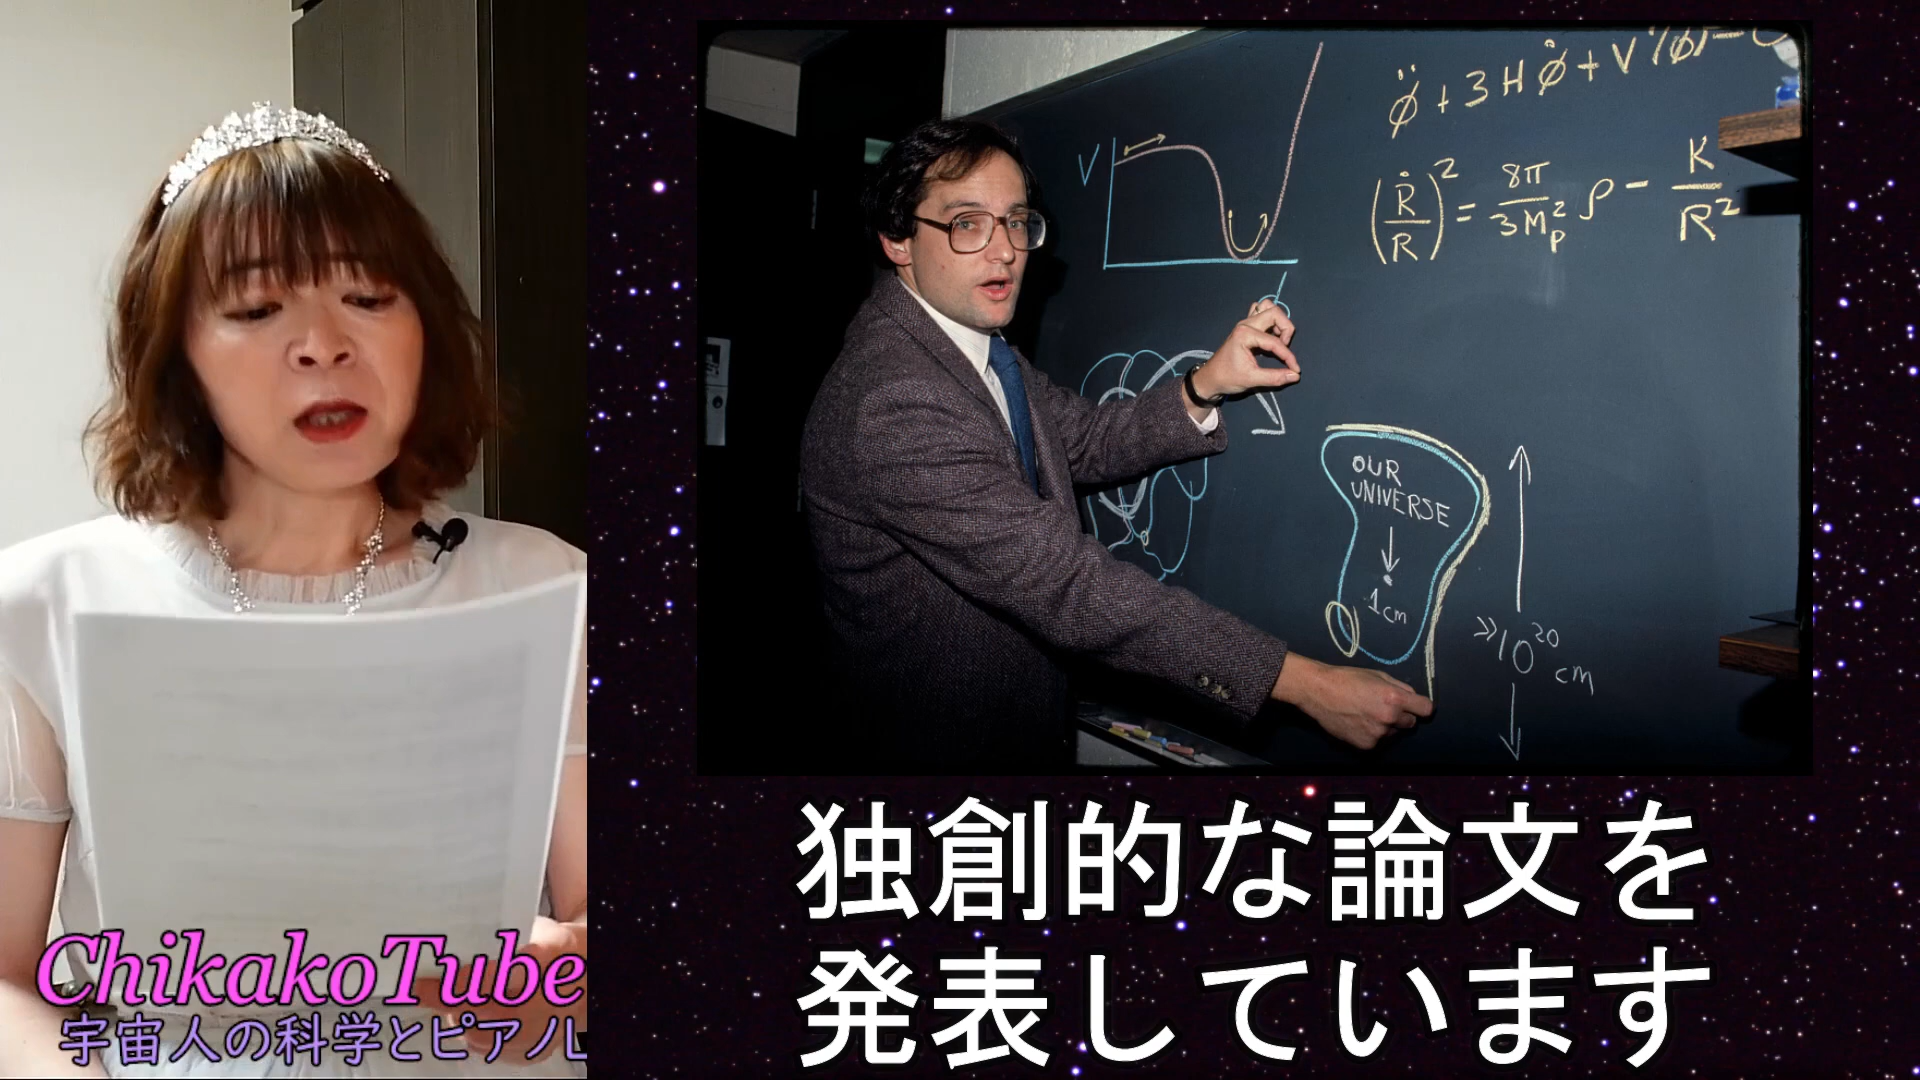 V
φ̈ + 3Hφ̇ + V'(φ) = 0
(Ṙ/R)² = 8π/3M²ₚ ρ − K/R²
OUR
UNIVERSE
1cm
≫10²⁰
cm
独創的な論文を
発表しています
ChikakoTube
宇宙人の科学とピアノ